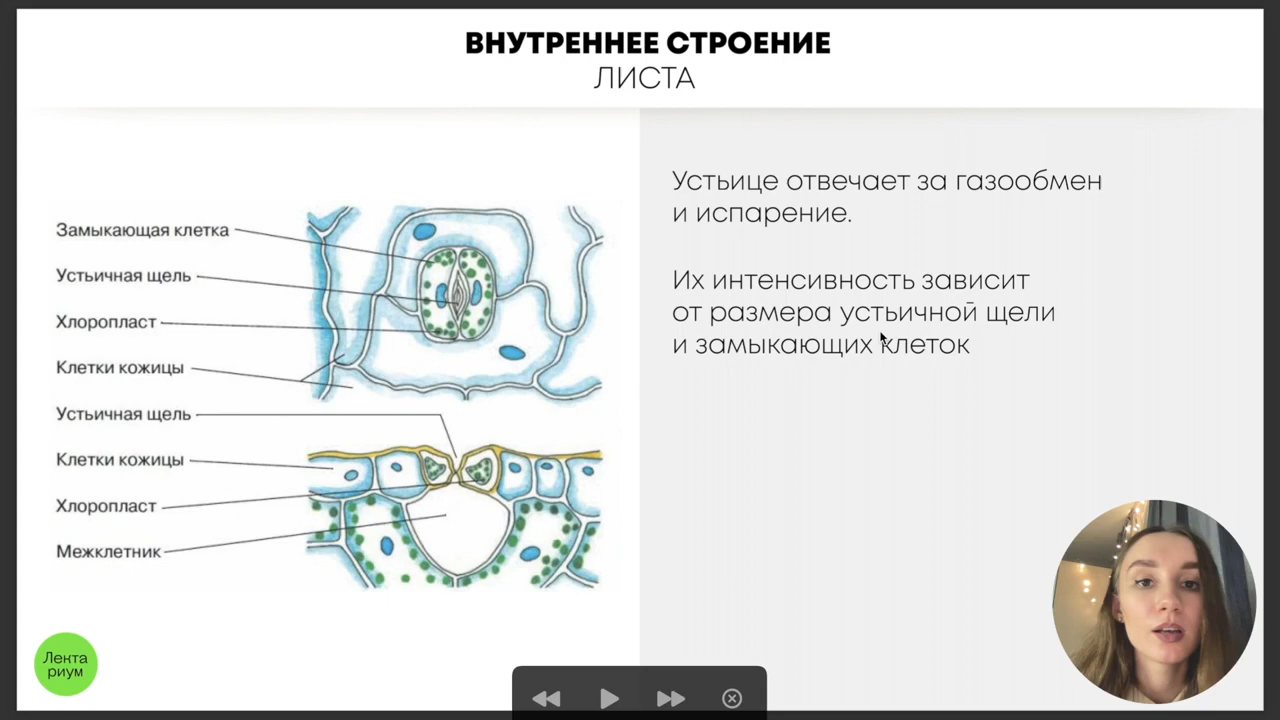 ВНУТРЕННЕЕ СТРОЕНИЕ
ЛИСТА
Замыкающая клетка
Устьичная щель
Хлоропласт
Клетки кожицы
Устьичная щель
Клетки кожицы
Хлоропласт
Межклетник
Устьице отвечает за газообмен
и испарение.
Их интенсивность зависит
от размера устьичной щели
и замыкающих клеток
Лекта
риум